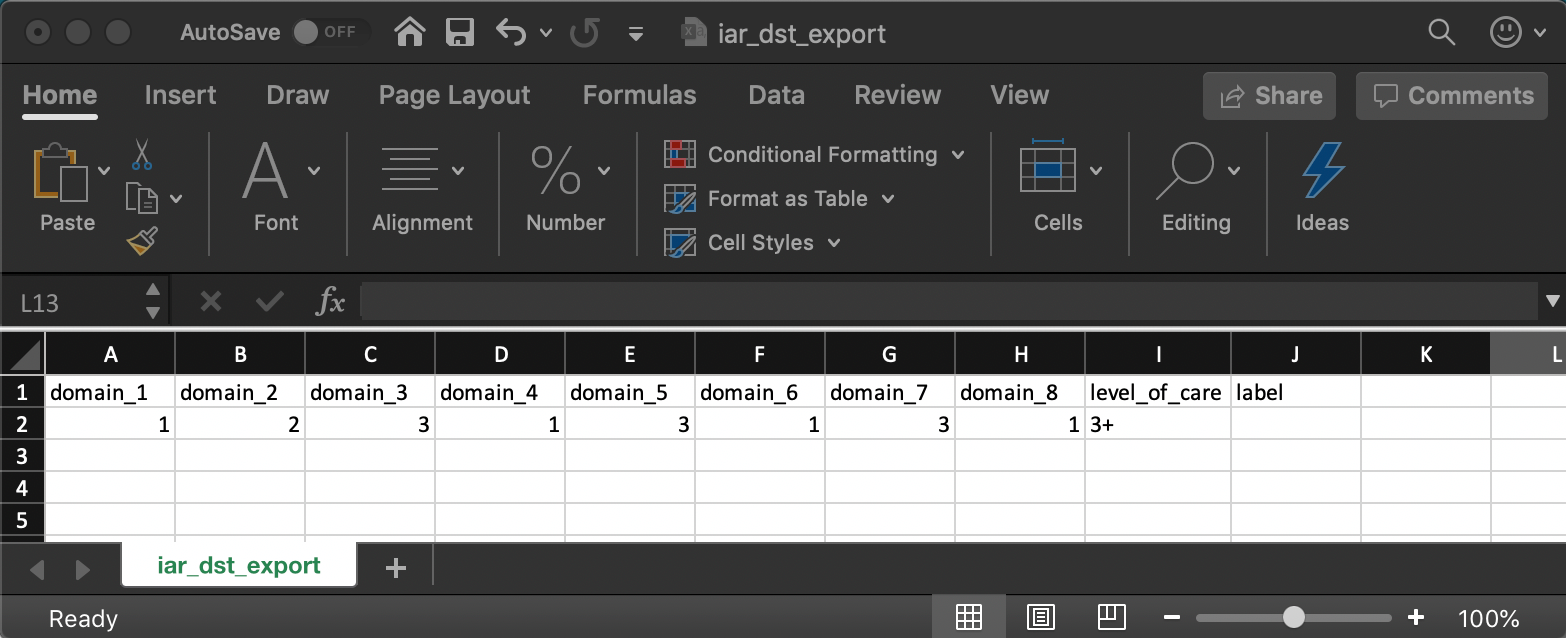 AutoSave OFF iar_dst_export
Home Insert Draw Page Layout Formulas Data Review View Share Comments
Paste Font Alignment Number Conditional Formatting Format as Table Cell Styles Cells Editing Ideas
L13 fx
A B C D E F G H I J K L
1 domain_1 domain_2 domain_3 domain_4 domain_5 domain_6 domain_7 domain_8 level_of_care label
2 1 2 3 1 3 1 3 1 3+
3
4
5
iar_dst_export +
Ready 100%